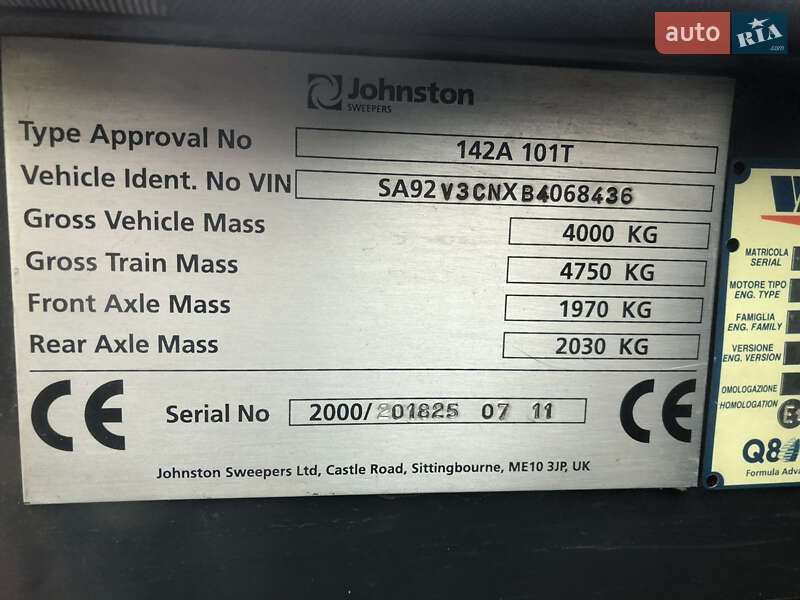 auto RIA.com
Johnston
SWEEPERS
Type Approval No 142A 101T
Vehicle Ident. No VIN SA92V3CNXB4068436
Gross Vehicle Mass 4000 KG
Gross Train Mass 4750 KG
Front Axle Mass 1970 KG
Rear Axle Mass 2030 KG
CE Serial No 2000/201825 07 11 CE
Johnston Sweepers Ltd, Castle Road, Sittingbourne, ME10 3JP, UK
MATRICOLA
SERIAL
MOTORE TIPO
ENG. TYPE
FAMIGLIA
ENG. FAMILY
VERSIONE
ENG. VERSION
OMOLOGAZIONE
HOMOLOGATION
Q8
Formula